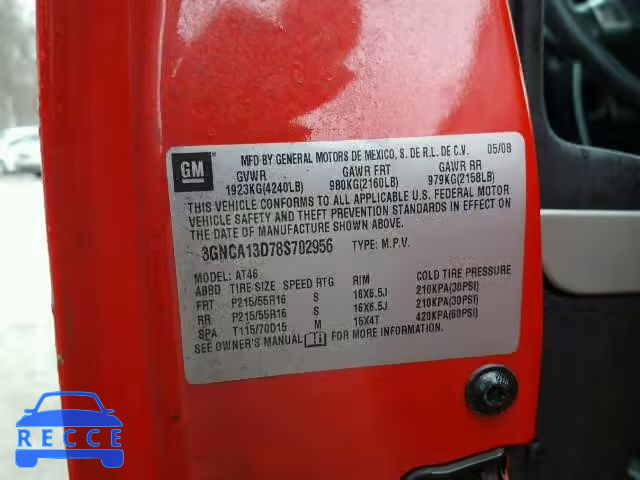 GM
MFD BY GENERAL MOTORS DE MEXICO, S. DE R.L. DE C.V. 05/08
GVWR GAWR FRT GAWR RR
1923KG(4240LB) 980KG(2160LB) 979KG(2158LB)
THIS VEHICLE CONFORMS TO ALL APPLICABLE U.S. FEDERAL MOTOR
VEHICLE SAFETY AND THEFT PREVENTION STANDARDS IN EFFECT ON
THE DATE OF MANUFACTURE SHOWN ABOVE.
3GNCA13D78S702956 TYPE: M.P.V.
MODEL: AT46
ABBD TIRE SIZE SPEED RTG RIM COLD TIRE PRESSURE
FRT P215/55R16 S 16X6.5J 210KPA(30PSI)
RR P215/55R16 S 16X6.5J 210KPA(30PSI)
SPA T115/70D15 M 15X4T 420KPA(60PSI)
SEE OWNER'S MANUAL FOR MORE INFORMATION.
RECCE